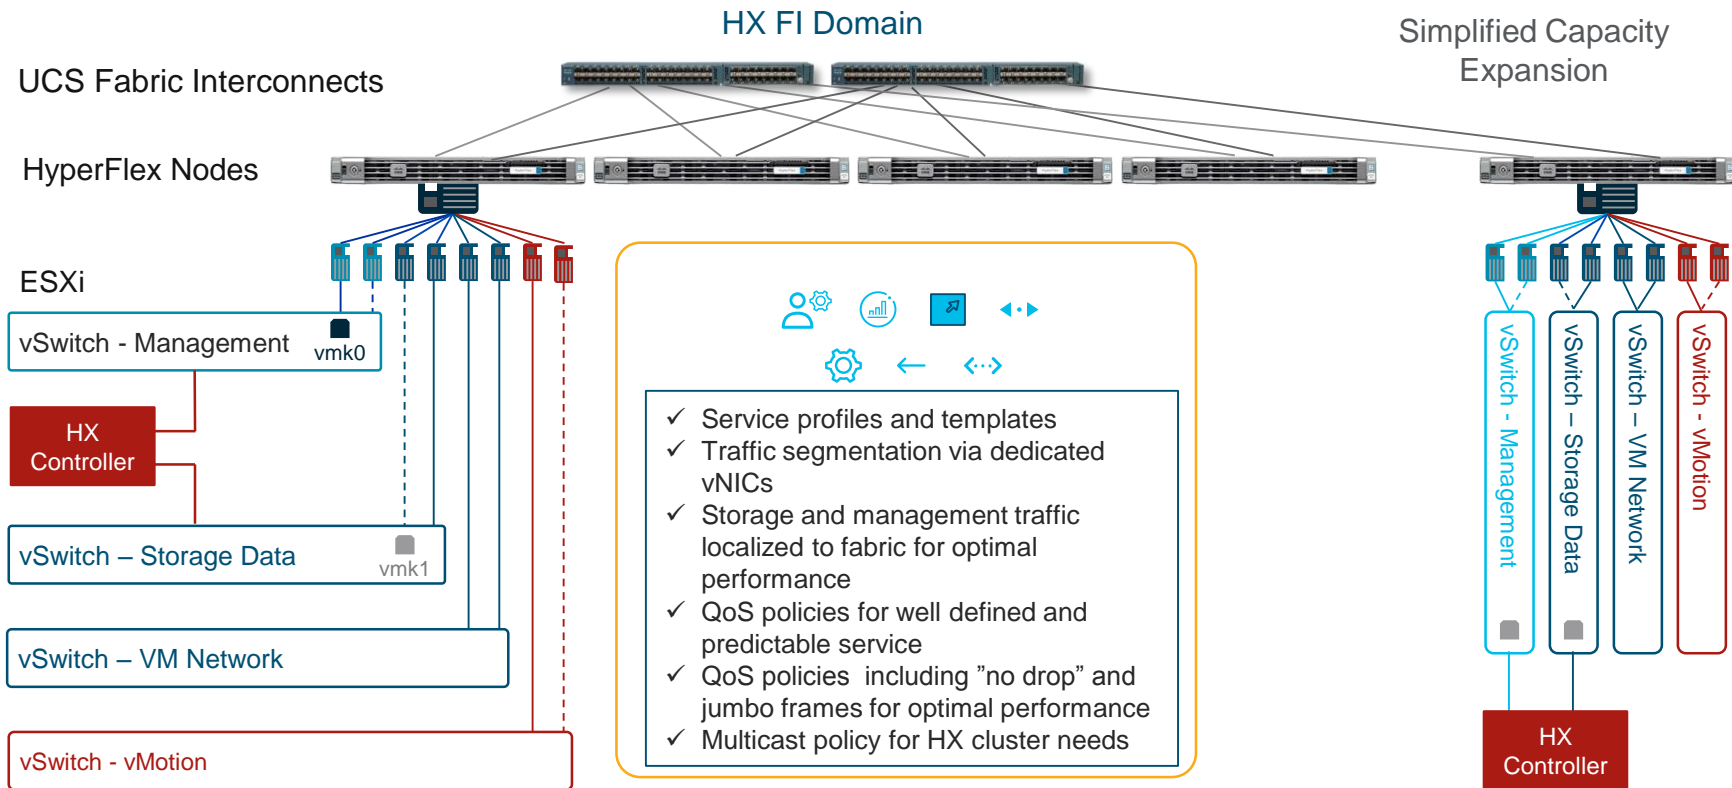 HX FI Domain
Simplified Capacity
Expansion
UCS Fabric Interconnects
HyperFlex Nodes
ESXi
vSwitch - Management
vmk0
HX
Controller
vSwitch – Storage Data
vmk1
vSwitch – VM Network
vSwitch - vMotion
✓ Service profiles and templates
✓ Traffic segmentation via dedicated
vNICs
✓ Storage and management traffic
localized to fabric for optimal
performance
✓ QoS policies for well defined and
predictable service
✓ QoS policies  including ”no drop” and
jumbo frames for optimal performance
✓ Multicast policy for HX cluster needs
vSwitch - Management
vSwitch – Storage Data
vSwitch – VM Network
vSwitch - vMotion
HX
Controller